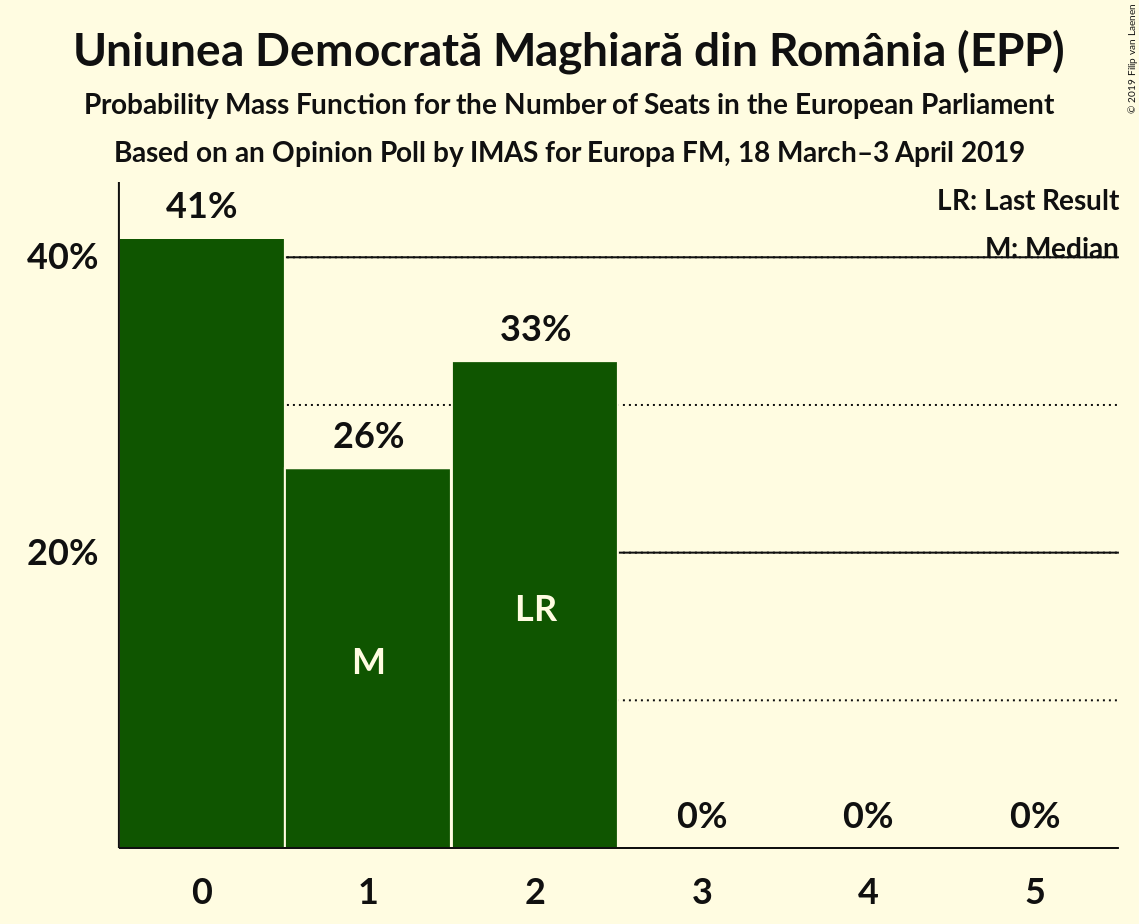 Uniunea Democrată Maghiară din România (EPP)
Probability Mass Function for the Number of Seats in the European Parliament
Based on an Opinion Poll by IMAS for Europa FM, 18 March–3 April 2019
© 2019 Filip van Laenen
LR: Last Result
M: Median
41%
40%
33%
26%
20%
LR
M
0%
0%
0%
0
1
2
3
4
5